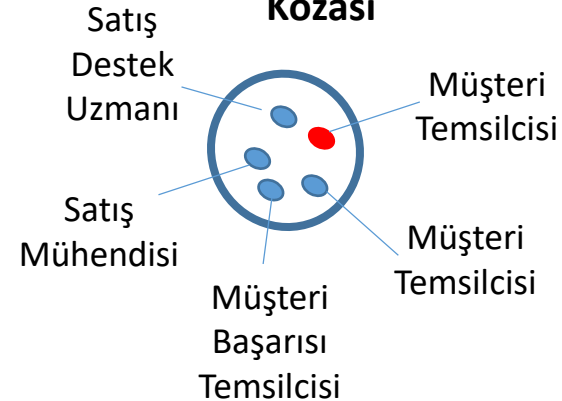 Kozası
Satış
Destek
Uzmanı
Müşteri
Temsilcisi
Satış
Mühendisi
Müşteri
Temsilcisi
Müşteri
Başarısı
Temsilcisi